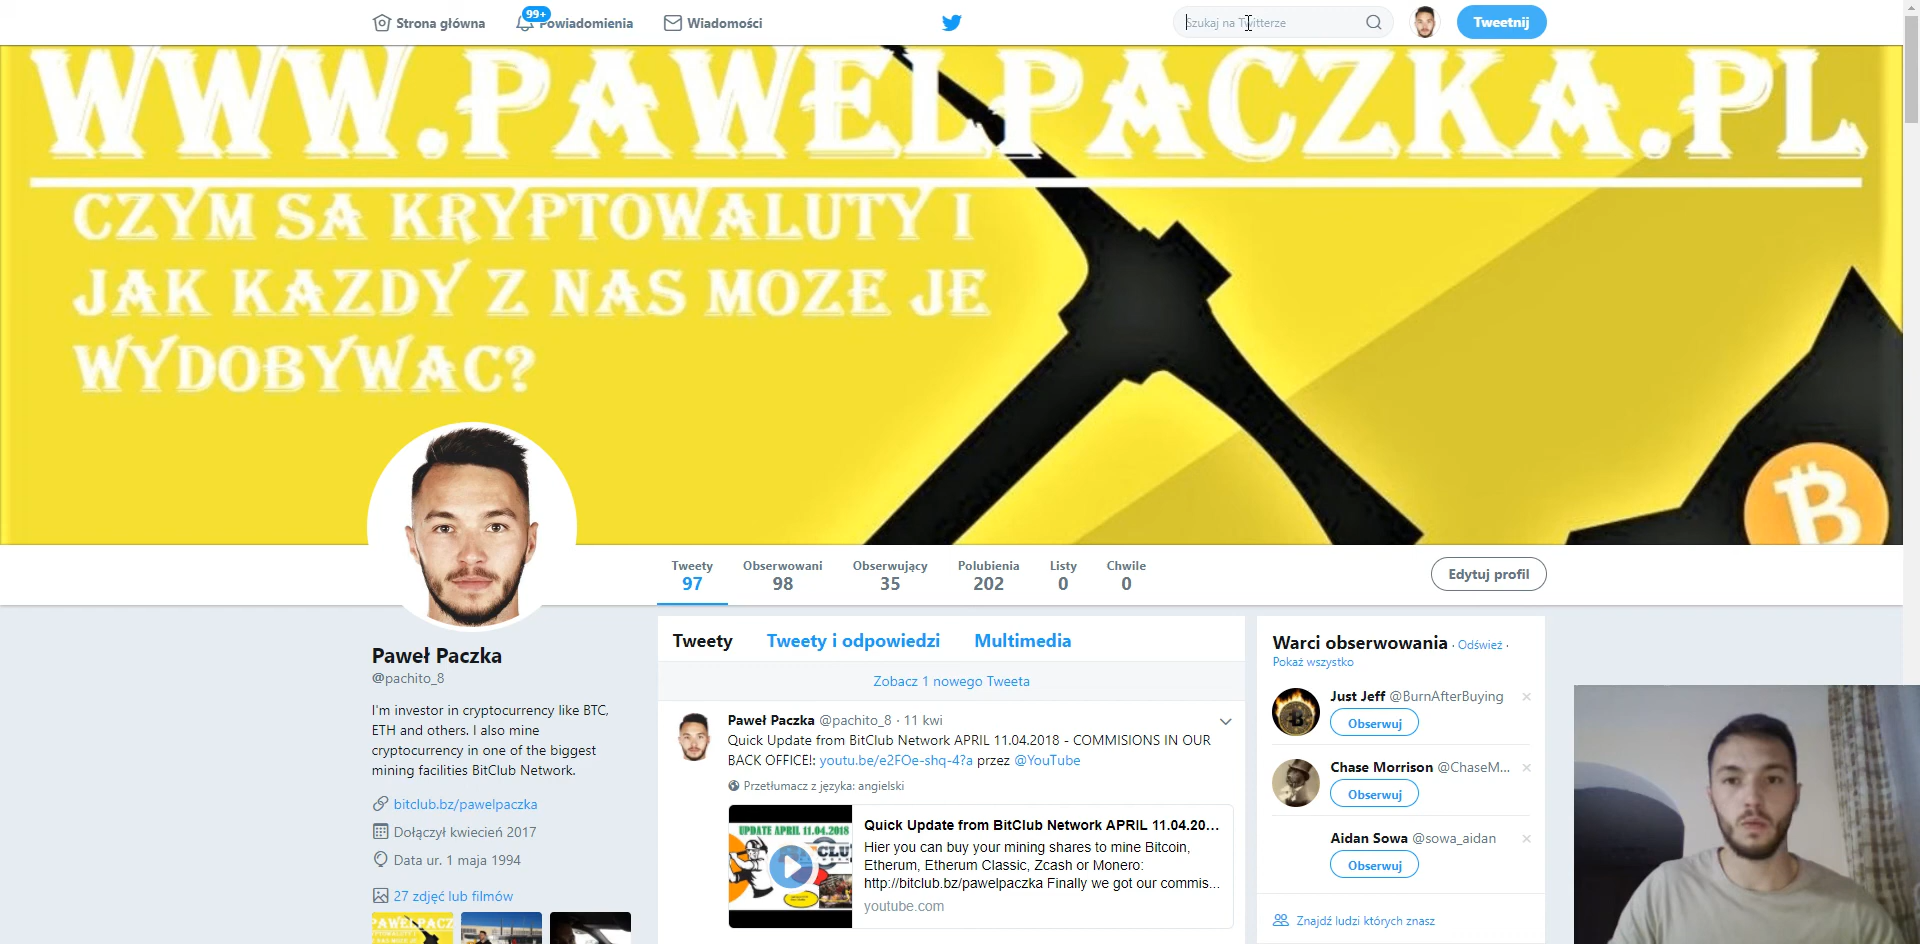 Strona główna
99+
Powiadomienia
Wiadomości
Szukaj na Twitterze
Tweetnij
WWW.PAWELPACZKA.PL
CZYM SA KRYPTOWALUTY I
JAK KAZDY Z NAS MOZE JE
WYDOBYWAC?
Tweety
97
Obserwowani
98
Obserwujący
35
Polubienia
202
Listy
0
Chwile
0
Edytuj profil
Paweł Paczka
@pachito_8
I'm investor in cryptocurrency like BTC,
ETH and others. I also mine
cryptocurrency in one of the biggest
mining facilities BitClub Network.
bitclub.bz/pawelpaczka
Dołączył kwiecień 2017
Data ur. 1 maja 1994
27 zdjęć lub filmów
Tweety Tweety i odpowiedzi Multimedia
Zobacz 1 nowego Tweeta
Paweł Paczka @pachito_8 · 11 kwi
Quick Update from BitClub Network APRIL 11.04.2018 - COMMISIONS IN OUR
BACK OFFICE!: youtu.be/e2FOe-shq-4?a przez @YouTube
Przetłumacz z języka: angielski
UPDATE APRIL 11.04.2018
Quick Update from BitClub Network APRIL 11.04.20...
Hier you can buy your mining shares to mine Bitcoin,
Etherum, Etherum Classic, Zcash or Monero:
http://bitclub.bz/pawelpaczka Finally we got our commis...
youtube.com
Warci obserwowania · Odśwież ·
Pokaż wszystko
Just Jeff @BurnAfterBuying
Obserwuj
Chase Morrison @ChaseM...
Obserwuj
Aidan Sowa @sowa_aidan
Obserwuj
Znajdź ludzi których znasz